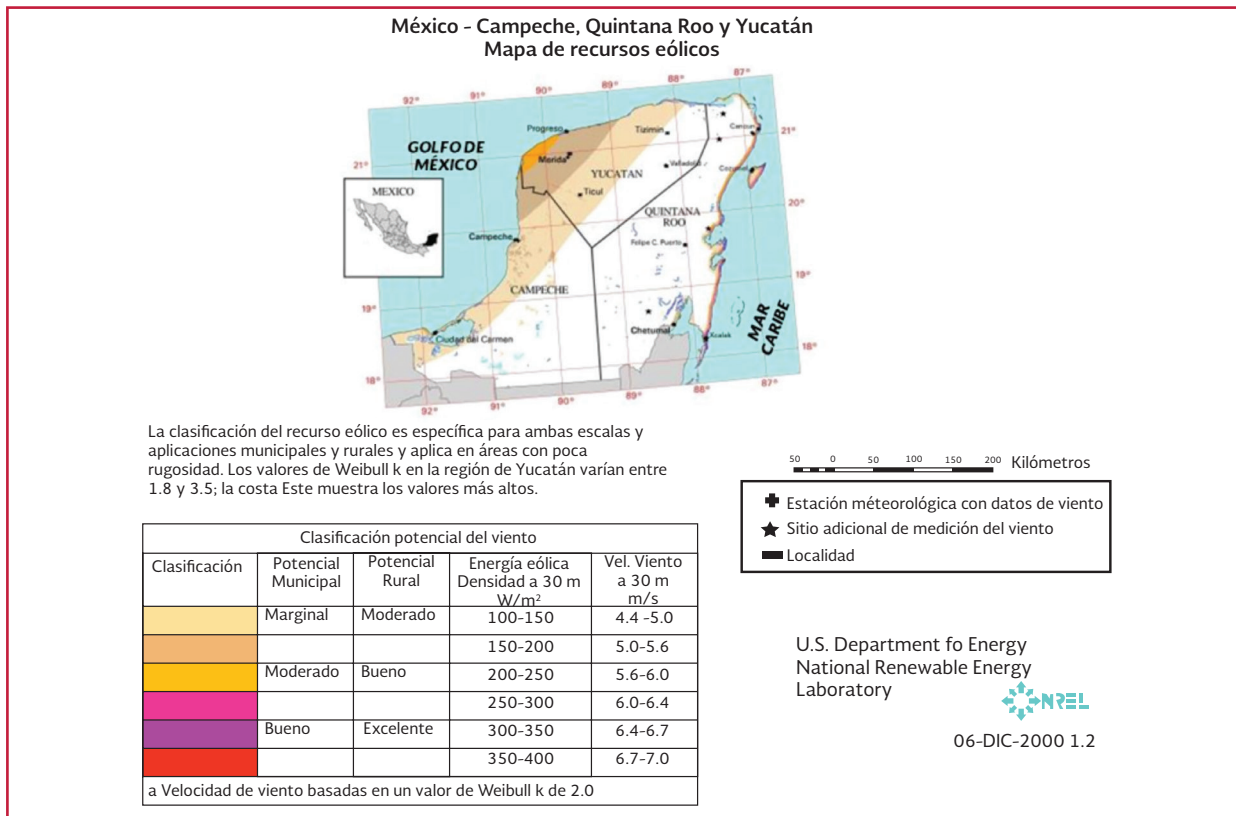 México - Campeche, Quintana Roo y Yucatán
Mapa de recursos eólicos
92°
91°
90°
88°
87°
GOLFO DE
MÉXICO
Progreso
Tizimin
Cancun
21°
21°
Merida
Valladolid
Cozumel
YUCATAN
Ticul
MEXICO
20°
QUINTANA
ROO
Campeche
Felipe C. Puerto
19°
CAMPECHE
19°
Chetumal
MAR
CARIBE
Ciudad del Carmen
Xcalak
18°
18°
92°
91°
90°
89°
88°
87°
La clasificación del recurso eólico es específica para ambas escalas y
aplicaciones municipales y rurales y aplica en áreas con poca
rugosidad. Los valores de Weibull k en la región de Yucatán varían entre
1.8 y 3.5; la costa Este muestra los valores más altos.
50 0 50 100 150 200 Kilómetros
Estación méteorológica con datos de viento
Sitio adicional de medición del viento
Localidad
Clasificación potencial del viento
Clasificación Potencial Municipal Potencial Rural Energía eólica Densidad a 30 m W/m² Vel. Viento a 30 m m/s
Marginal Moderado 100-150 4.4 -5.0
150-200 5.0-5.6
Moderado Bueno 200-250 5.6-6.0
250-300 6.0-6.4
Bueno Excelente 300-350 6.4-6.7
350-400 6.7-7.0
a Velocidad de viento basadas en un valor de Weibull k de 2.0
U.S. Department fo Energy
National Renewable Energy
Laboratory
NREL
06-DIC-2000 1.2